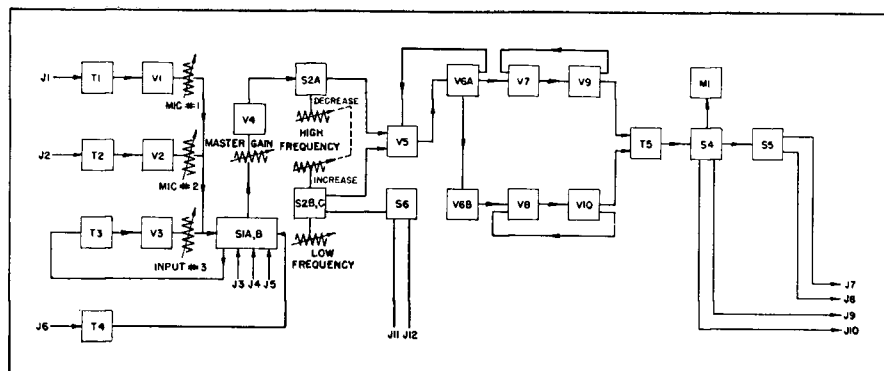 J1
T1
V1
MIC #1
J2
T2
V2
MIC #2
T3
V3
INPUT #3
J6
T4
S1A,B
J3
J4
J5
V4
MASTER GAIN
S2A
DECREASE
HIGH
FREQUENCY
INCREASE
S2B,C
LOW
FREQUENCY
V5
S6
J11
J12
V6A
V7
V9
V6B
V8
V10
T5
M1
S4
S5
J7
J8
J9
J10